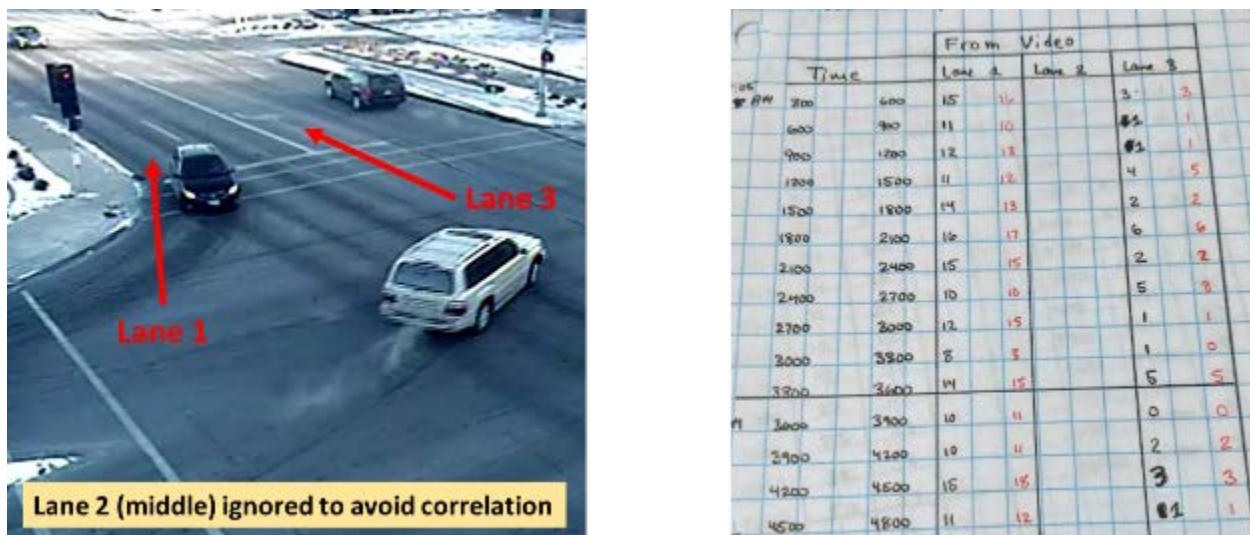 Lane 3
Lane 1
Lane 2 (middle) ignored to avoid correlation
From Video
Time Lane 1 Lane 2 Lane 3
:05
AM 300 600 15 16 3 3
600 900 11 10 1 1
900 1200 12 13 1 1
1200 1500 11 12 4 5
1500 1800 14 13 2 2
1800 2100 16 17 6 6
2100 2400 15 15 2 2
2400 2700 10 10 5
2700 3000 12 15 1 1
3000 3300 8 1 0
3300 3600 14 15 5 5
3600 3900 10 11 0 0
3900 4200 10 11 2 2
4200 4500 15 18 3 3
4500 4800 11 12 1 1